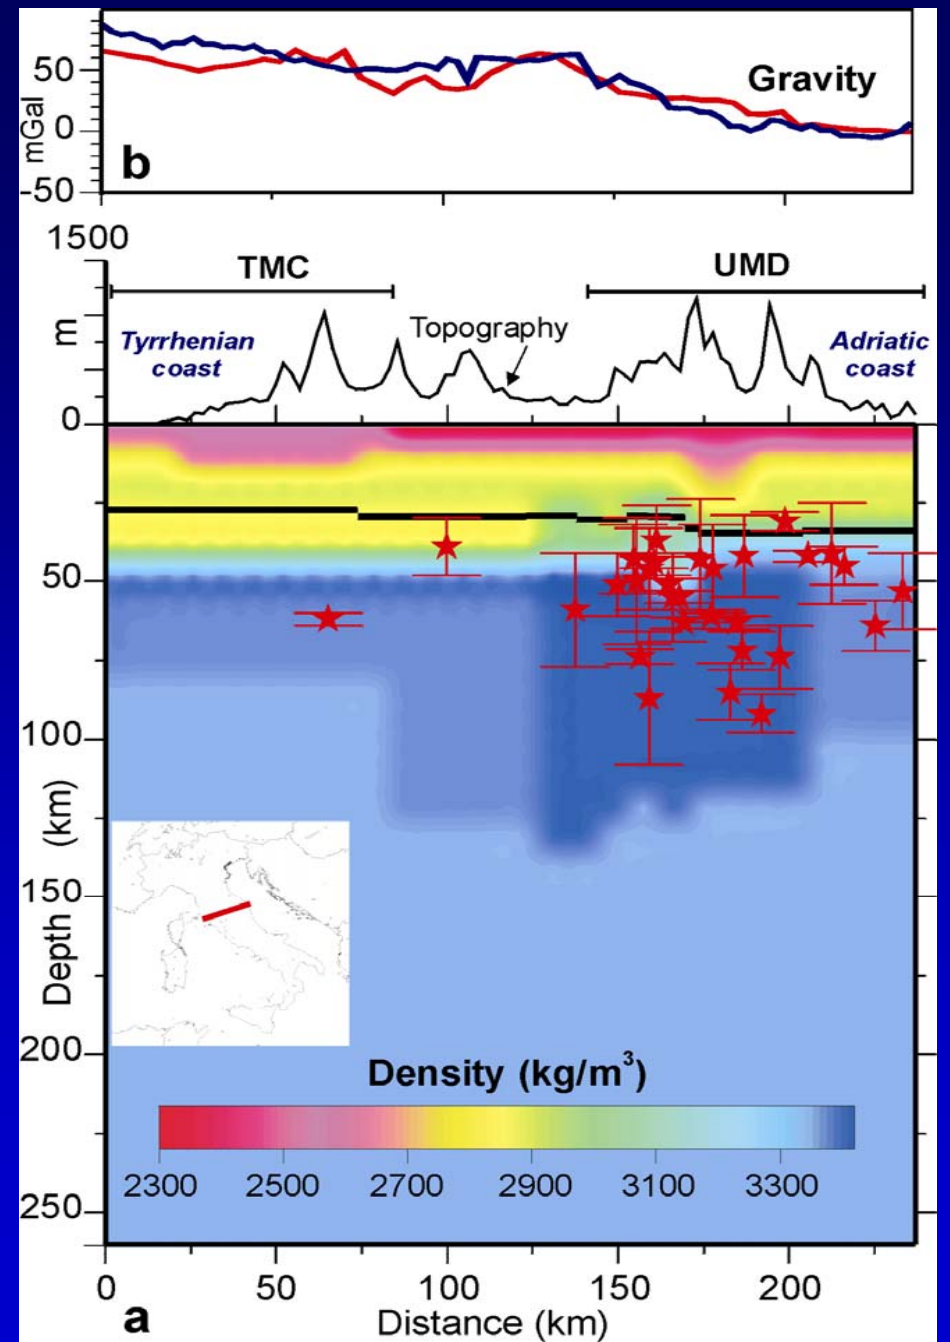 50
0
-50
mGal
Gravity
b
1500
m
0
TMC
UMD
Tyrrhenian
coast
Topography
Adriatic
coast
50
100
150
200
250
Depth (km)
Density (kg/m³)
2300 2500 2700 2900 3100 3300
0 50 100 150 200
a
Distance (km)